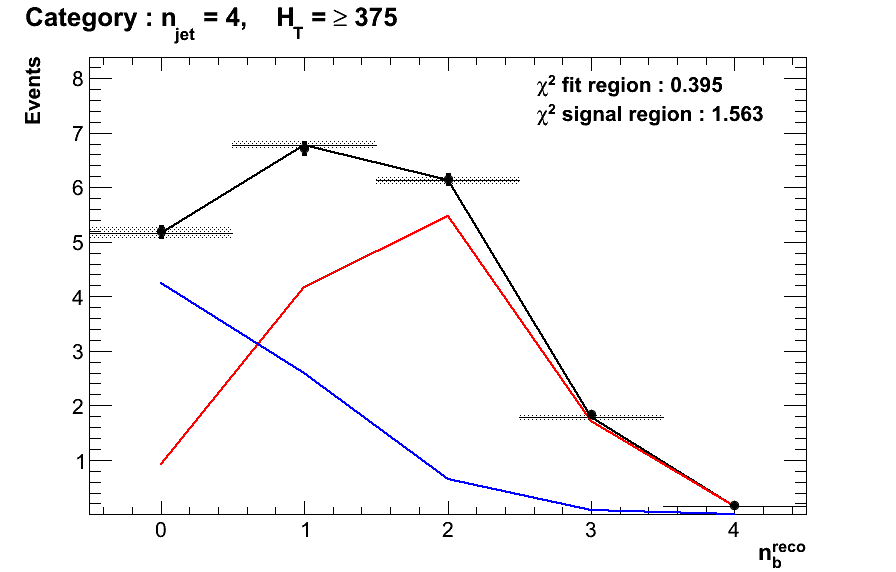 Category : n_jet = 4, H_T = ≥ 375
Events
χ² fit region : 0.395
χ² signal region : 1.563
8
7
6
5
4
3
2
1
0 1 2 3 4
n_b^reco